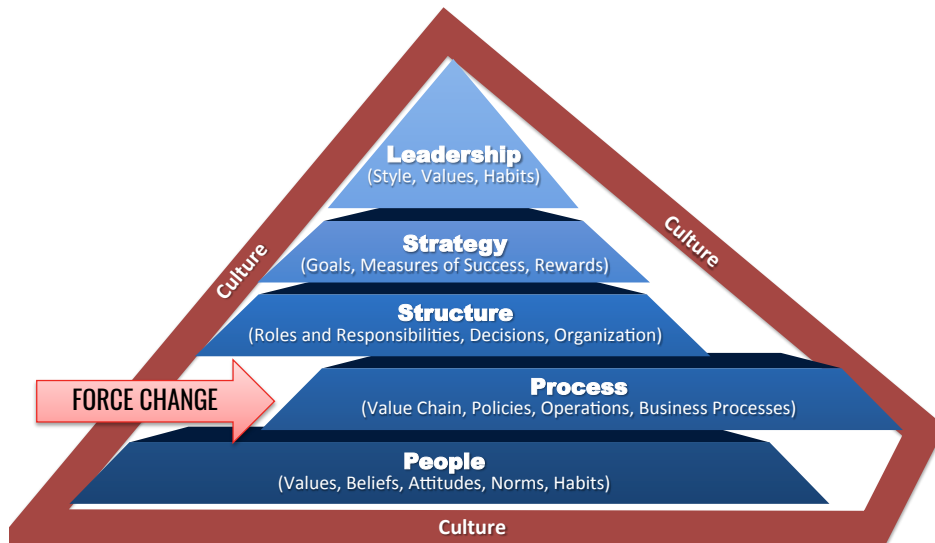 Leadership
(Style, Values, Habits)
Culture
Culture
Strategy
(Goals, Measures of Success, Rewards)
Structure
(Roles and Responsibilities, Decisions, Organization)
FORCE CHANGE
Process
(Value Chain, Policies, Operations, Business Processes)
People
(Values, Beliefs, Attitudes, Norms, Habits)
Culture